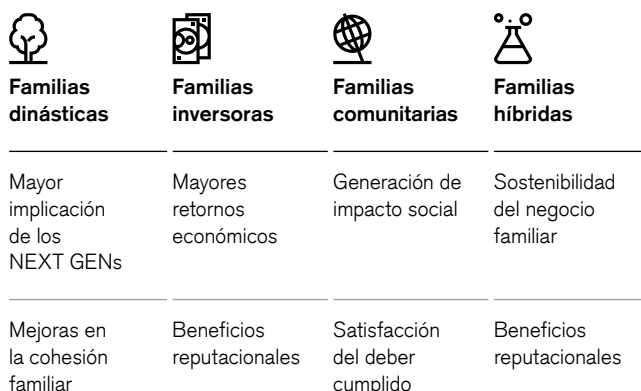 Familias dinásticas
Familias inversoras
Familias comunitarias
Familias híbridas
Mayor implicación de los NEXT GENs
Mayores retornos económicos
Generación de impacto social
Sostenibilidad del negocio familiar
Mejoras en la cohesión familiar
Beneficios reputacionales
Satisfacción del deber cumplido
Beneficios reputacionales